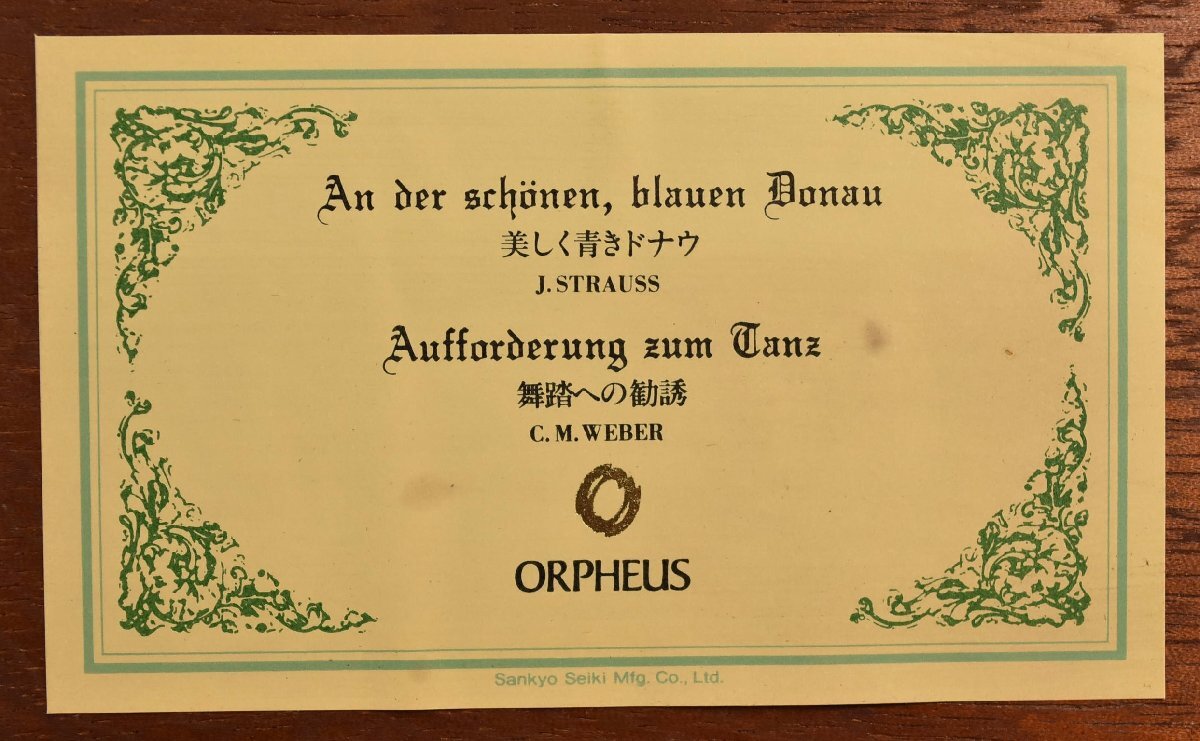 An der schönen, blauen Donau
美しく青きドナウ
J. STRAUSS
Aufforderung zum Tanz
舞踏への勧誘
C. M. WEBER
ORPHEUS
Sankyo Seiki Mfg. Co., Ltd.